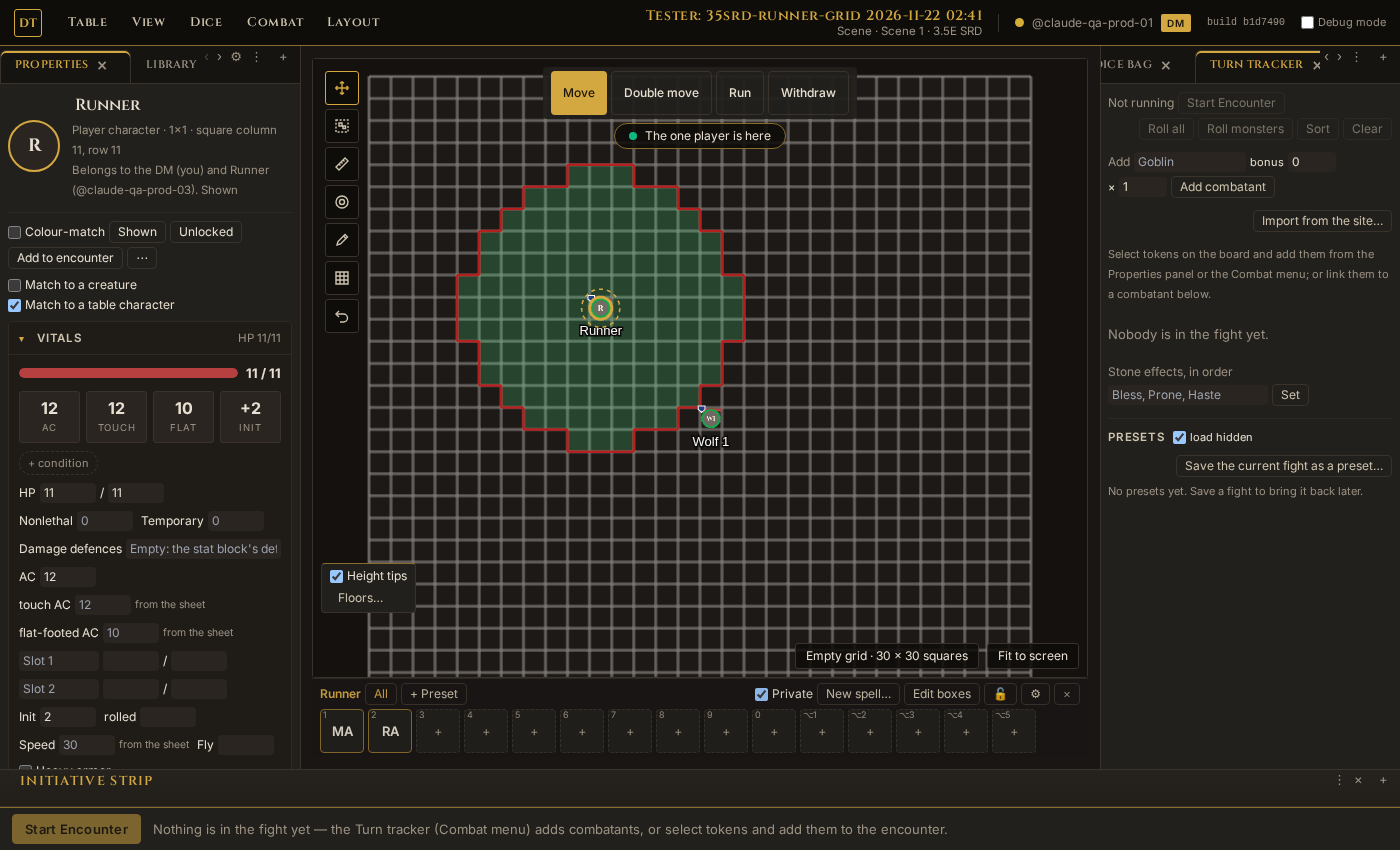 DT
TABLE VIEW DICE COMBAT LAYOUT
TESTER: 35SRD-RUNNER-GRID 2026-11-22 02:41
Scene · Scene 1 · 3.5E SRD
@claude-qa-prod-01 DM build b1d7490 Debug mode
PROPERTIES × LIBRARY ‹ › ⚙ ⋮ +
RUNNER
R
Player character · 1×1 · square column
11, row 11
Belongs to the DM (you) and Runner
(@claude-qa-prod-03). Shown
Colour-match Shown Unlocked
Add to encounter ⋯
Match to a creature
Match to a table character
▾ VITALS HP 11/11
11 / 11
12 12 10 +2
AC TOUCH FLAT INIT
+ condition
HP 11 / 11
Nonlethal 0 Temporary 0
Damage defences Empty: the stat block's def
AC 12
touch AC 12 from the sheet
flat-footed AC 10 from the sheet
Slot 1 /
Slot 2 /
Init 2 rolled
Speed 30 from the sheet Fly
Heavy armor
Move Double move Run Withdraw
The one player is here
R
Runner
W1
Wolf 1
Height tips
Floors...
Empty grid · 30 × 30 squares Fit to screen
Runner All + Preset Private New spell... Edit boxes 🔓 ⚙ ×
1 2 3 4 5 6 7 8 9 0 ⌥1 ⌥2 ⌥3 ⌥4 ⌥5
MA RA + + + + + + + + + + + + +
DICE BAG × TURN TRACKER × ‹ › ⋮ +
Not running Start Encounter
Roll all Roll monsters Sort Clear
Add Goblin bonus 0
× 1 Add combatant
Import from the site...
Select tokens on the board and add them from the
Properties panel or the Combat menu; or link them to
a combatant below.
Nobody is in the fight yet.
Stone effects, in order
Bless, Prone, Haste Set
PRESETS load hidden
Save the current fight as a preset...
No presets yet. Save a fight to bring it back later.
INITIATIVE STRIP ⋮ × +
Start Encounter Nothing is in the fight yet — the Turn tracker (Combat menu) adds combatants, or select tokens and add them to the encounter.